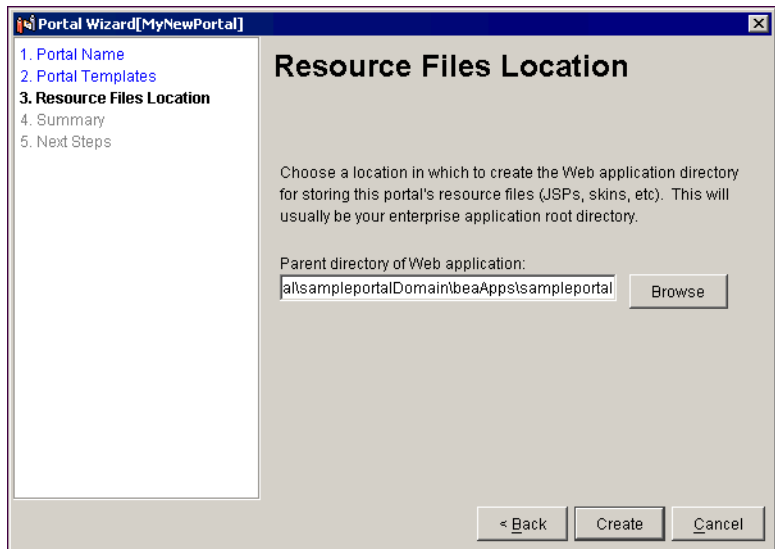 Portal Wizard[MyNewPortal]
1. Portal Name
2. Portal Templates
3. Resource Files Location
4. Summary
5. Next Steps
Resource Files Location
Choose a location in which to create the Web application directory
for storing this portal's resource files (JSPs, skins, etc). This will
usually be your enterprise application root directory.
Parent directory of Web application:
al\sampleportalDomain\beaApps\sampleportal
Browse
< Back
Create
Cancel